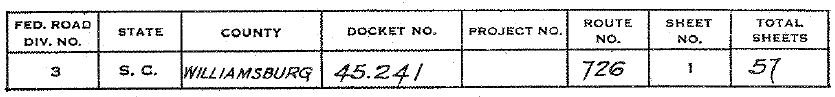 FED. ROAD DIV. NO. STATE COUNTY DOCKET NO. PROJECT NO. ROUTE NO. SHEET NO. TOTAL SHEETS
3 S. C. WILLIAMSBURG 45.241 726 1 57